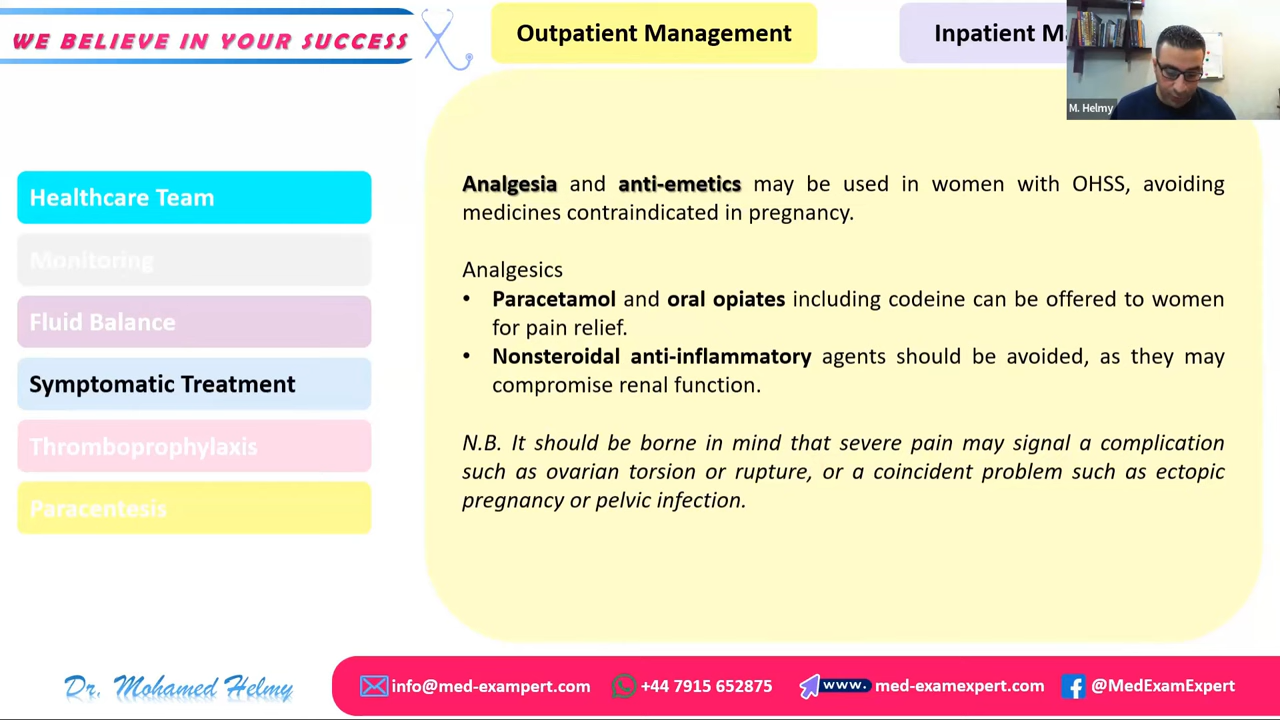 WE BELIEVE IN YOUR SUCCESS
Outpatient Management
Inpatient
M. Helmy
Healthcare Team
Monitoring
Fluid Balance
Symptomatic Treatment
Thromboprophylaxis
Paracentesis
Analgesia and anti-emetics may be used in women with OHSS, avoiding
medicines contraindicated in pregnancy.
Analgesics
• Paracetamol and oral opiates including codeine can be offered to women
for pain relief.
• Nonsteroidal anti-inflammatory agents should be avoided, as they may
compromise renal function.
N.B. It should be borne in mind that severe pain may signal a complication
such as ovarian torsion or rupture, or a coincident problem such as ectopic
pregnancy or pelvic infection.
Dr. Mohamed Helmy
info@med-exampert.com
+44 7915 652875
www. med-examexpert.com
@MedExamExpert